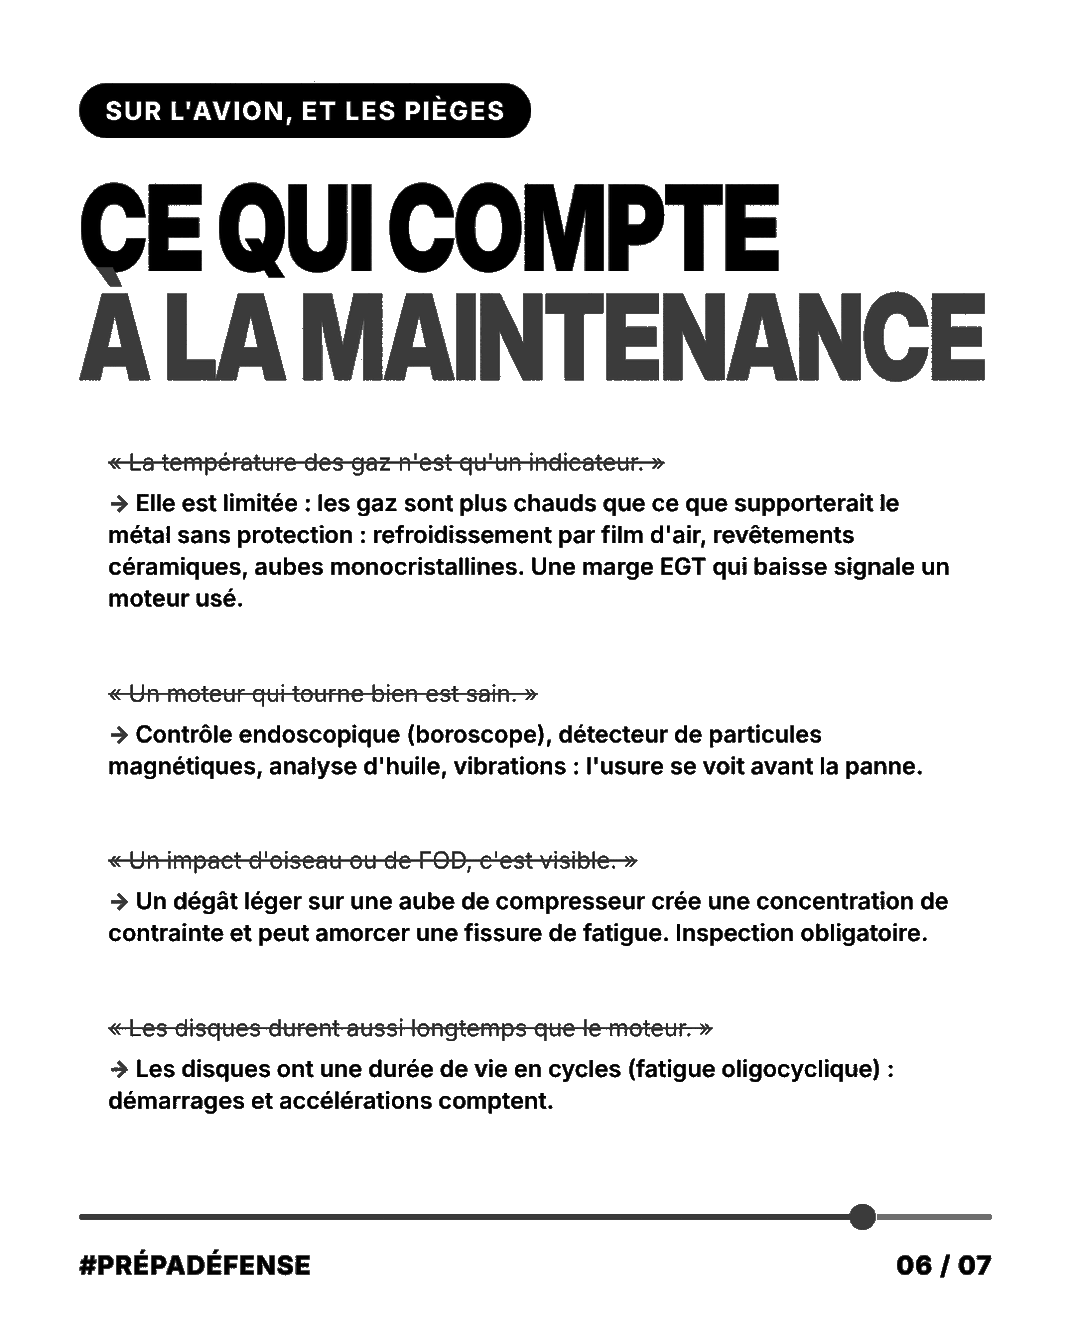 SUR L'AVION, ET LES PIÈGES
CE QUI COMPTE
À LA MAINTENANCE
« La température des gaz n'est qu'un indicateur. »
→ Elle est limitée : les gaz sont plus chauds que ce que supporterait le
métal sans protection : refroidissement par film d'air, revêtements
céramiques, aubes monocristallines. Une marge EGT qui baisse signale un
moteur usé.
« Un moteur qui tourne bien est sain. »
→ Contrôle endoscopique (boroscope), détecteur de particules
magnétiques, analyse d'huile, vibrations : l'usure se voit avant la panne.
« Un impact d'oiseau ou de FOD, c'est visible. »
→ Un dégât léger sur une aube de compresseur crée une concentration de
contrainte et peut amorcer une fissure de fatigue. Inspection obligatoire.
« Les disques durent aussi longtemps que le moteur. »
→ Les disques ont une durée de vie en cycles (fatigue oligocyclique) :
démarrages et accélérations comptent.
#PRÉPADÉFENSE
06 / 07